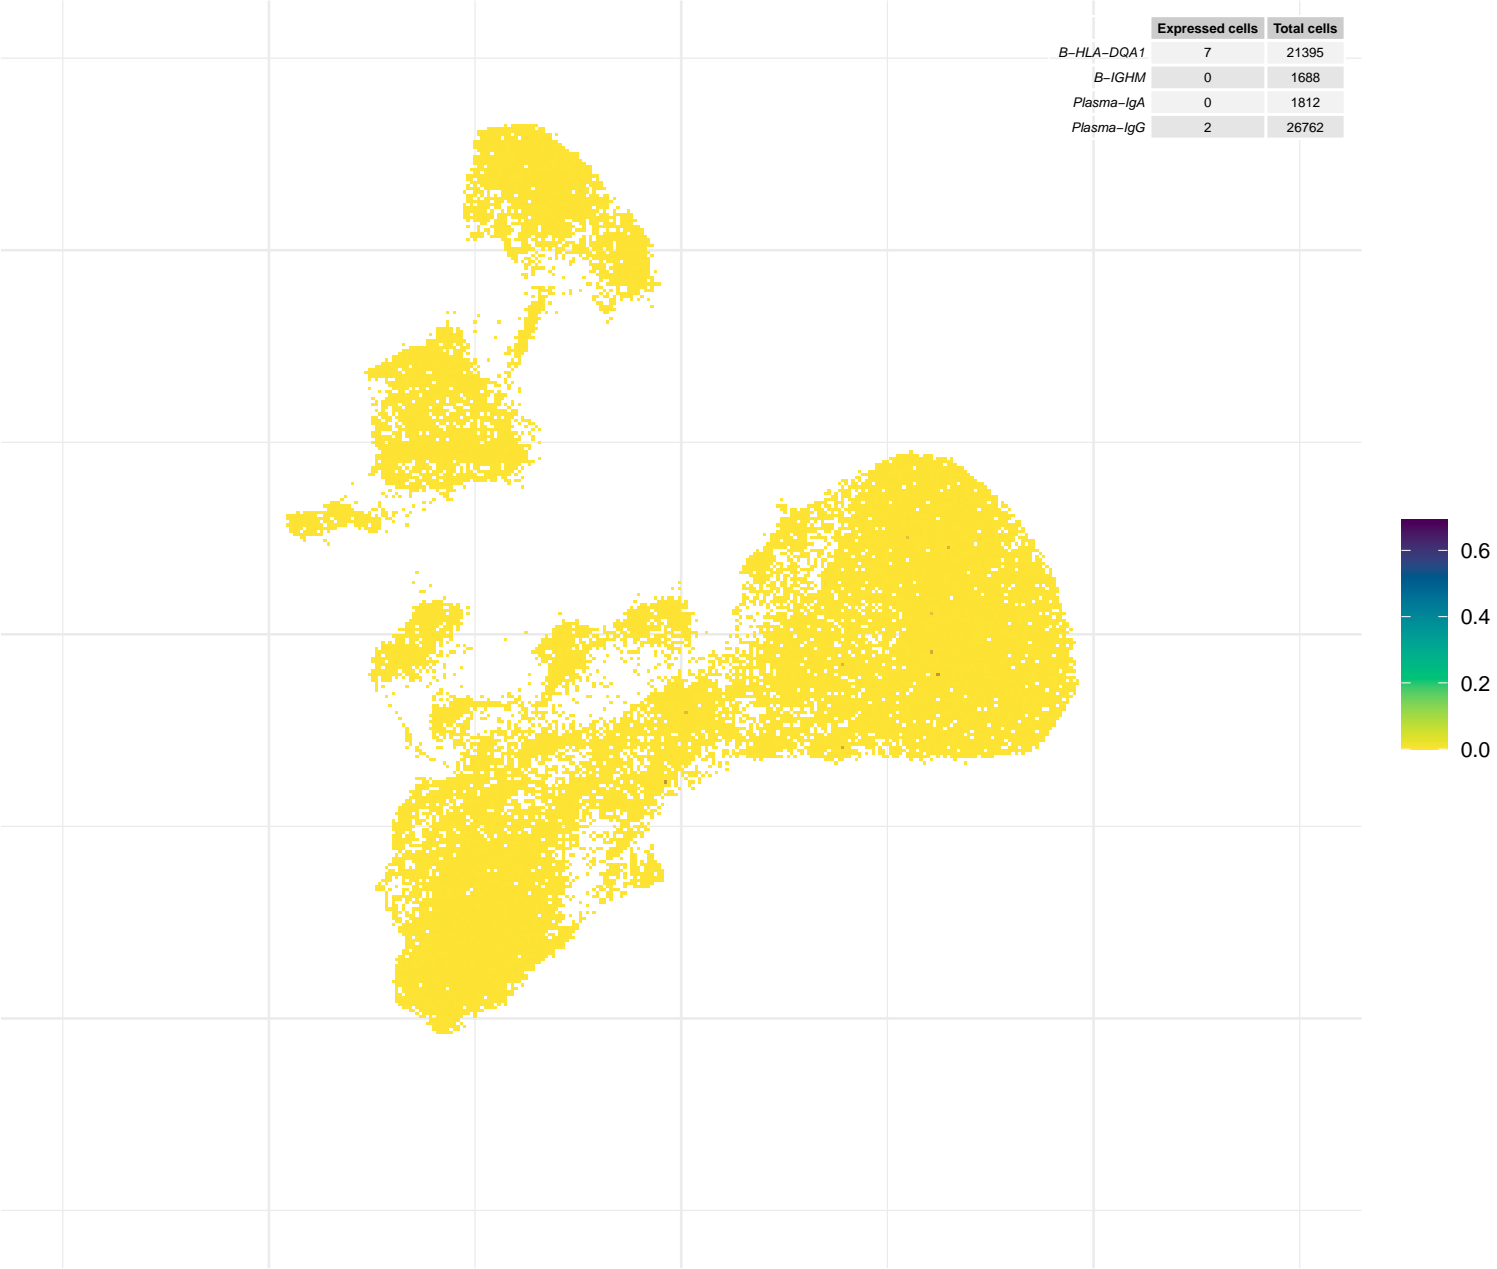 Expressed cells Total cells
B−HLA−DQA1 7 21395
B−IGHM 0 1688
Plasma−IgA 0 1812
Plasma−IgG 2 26762
0.6
0.4
0.2
0.0